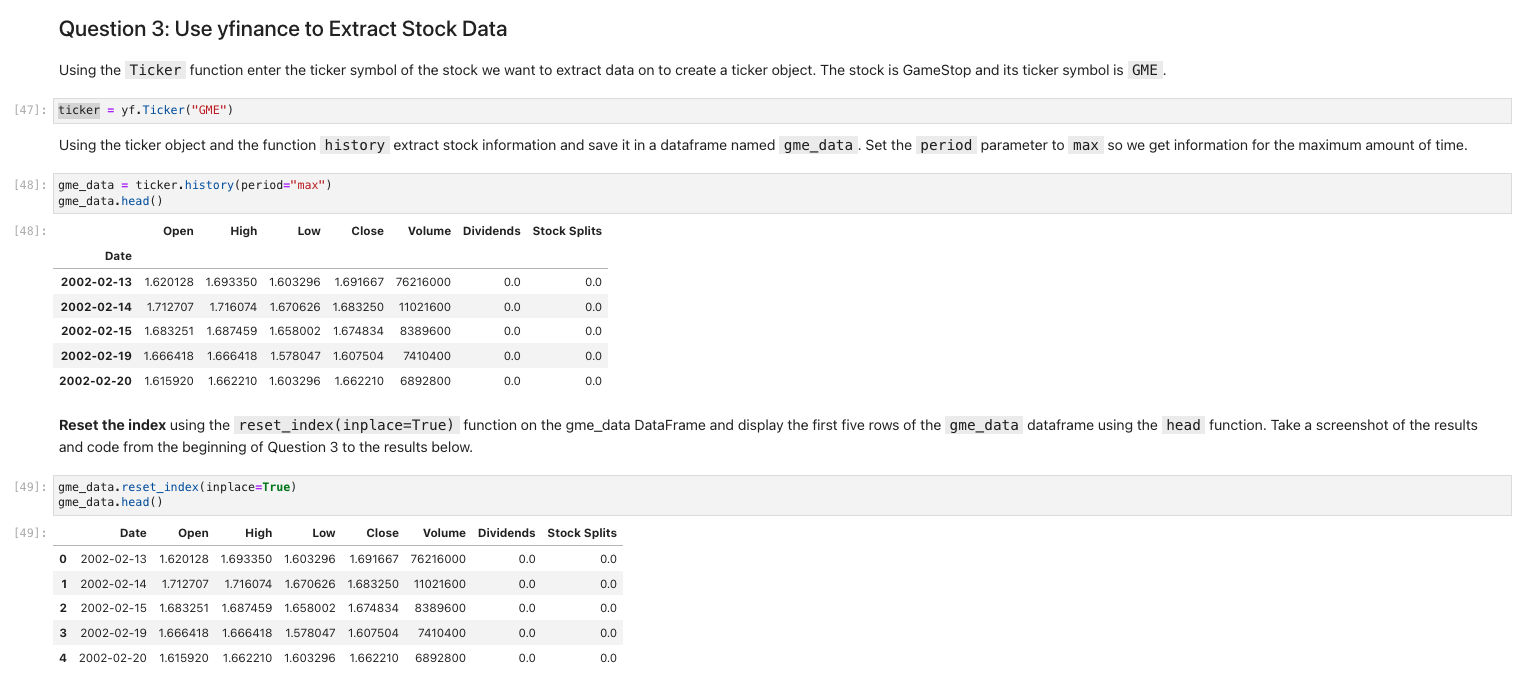 Question 3: Use yfinance to Extract Stock Data
Using the Ticker function enter the ticker symbol of the stock we want to extract data on to create a ticker object. The stock is GameStop and its ticker symbol is GME.
[47]: ticker = yf.Ticker("GME")
Using the ticker object and the function history extract stock information and save it in a dataframe named gme_data. Set the period parameter to max so we get information for the maximum amount of time.
[48]: gme_data = ticker.history(period="max")
gme_data.head()
[48]: Open High Low Close Volume Dividends Stock Splits
Date
2002-02-13 1.620128 1.693350 1.603296 1.691667 76216000 0.0 0.0
2002-02-14 1.712707 1.716074 1.670626 1.683250 11021600 0.0 0.0
2002-02-15 1.683251 1.687459 1.658002 1.674834 8389600 0.0 0.0
2002-02-19 1.666418 1.666418 1.578047 1.607504 7410400 0.0 0.0
2002-02-20 1.615920 1.662210 1.603296 1.662210 6892800 0.0 0.0
Reset the index using the reset_index(inplace=True) function on the gme_data DataFrame and display the first five rows of the gme_data dataframe using the head function. Take a screenshot of the results
and code from the beginning of Question 3 to the results below.
[49]: gme_data.reset_index(inplace=True)
gme_data.head()
[49]: Date Open High Low Close Volume Dividends Stock Splits
0 2002-02-13 1.620128 1.693350 1.603296 1.691667 76216000 0.0 0.0
1 2002-02-14 1.712707 1.716074 1.670626 1.683250 11021600 0.0 0.0
2 2002-02-15 1.683251 1.687459 1.658002 1.674834 8389600 0.0 0.0
3 2002-02-19 1.666418 1.666418 1.578047 1.607504 7410400 0.0 0.0
4 2002-02-20 1.615920 1.662210 1.603296 1.662210 6892800 0.0 0.0